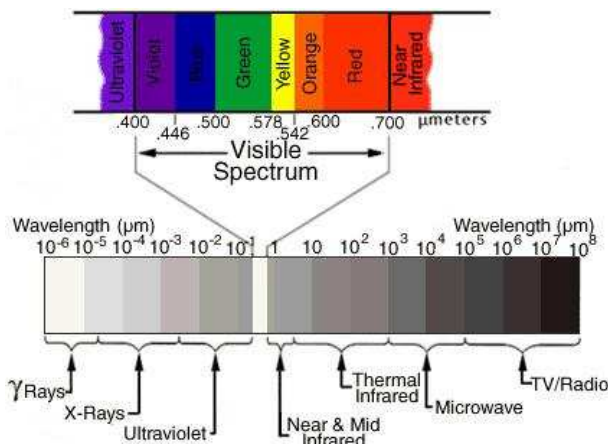 Ultraviolet
Violet
Blue
Green
Yellow
Orange
Red
Near
Infrared
.400 .446 .500 .578 .542 .600 .700 µmeters
Visible
Spectrum
Wavelength (µm) Wavelength (µm)
10-6 10-5 10-4 10-3 10-2 10-1 1 10 102 103 104 105 106 107 108
γRays
X-Rays
Ultraviolet
Near & Mid
Infrared
Thermal
Infrared
Microwave
TV/Radio